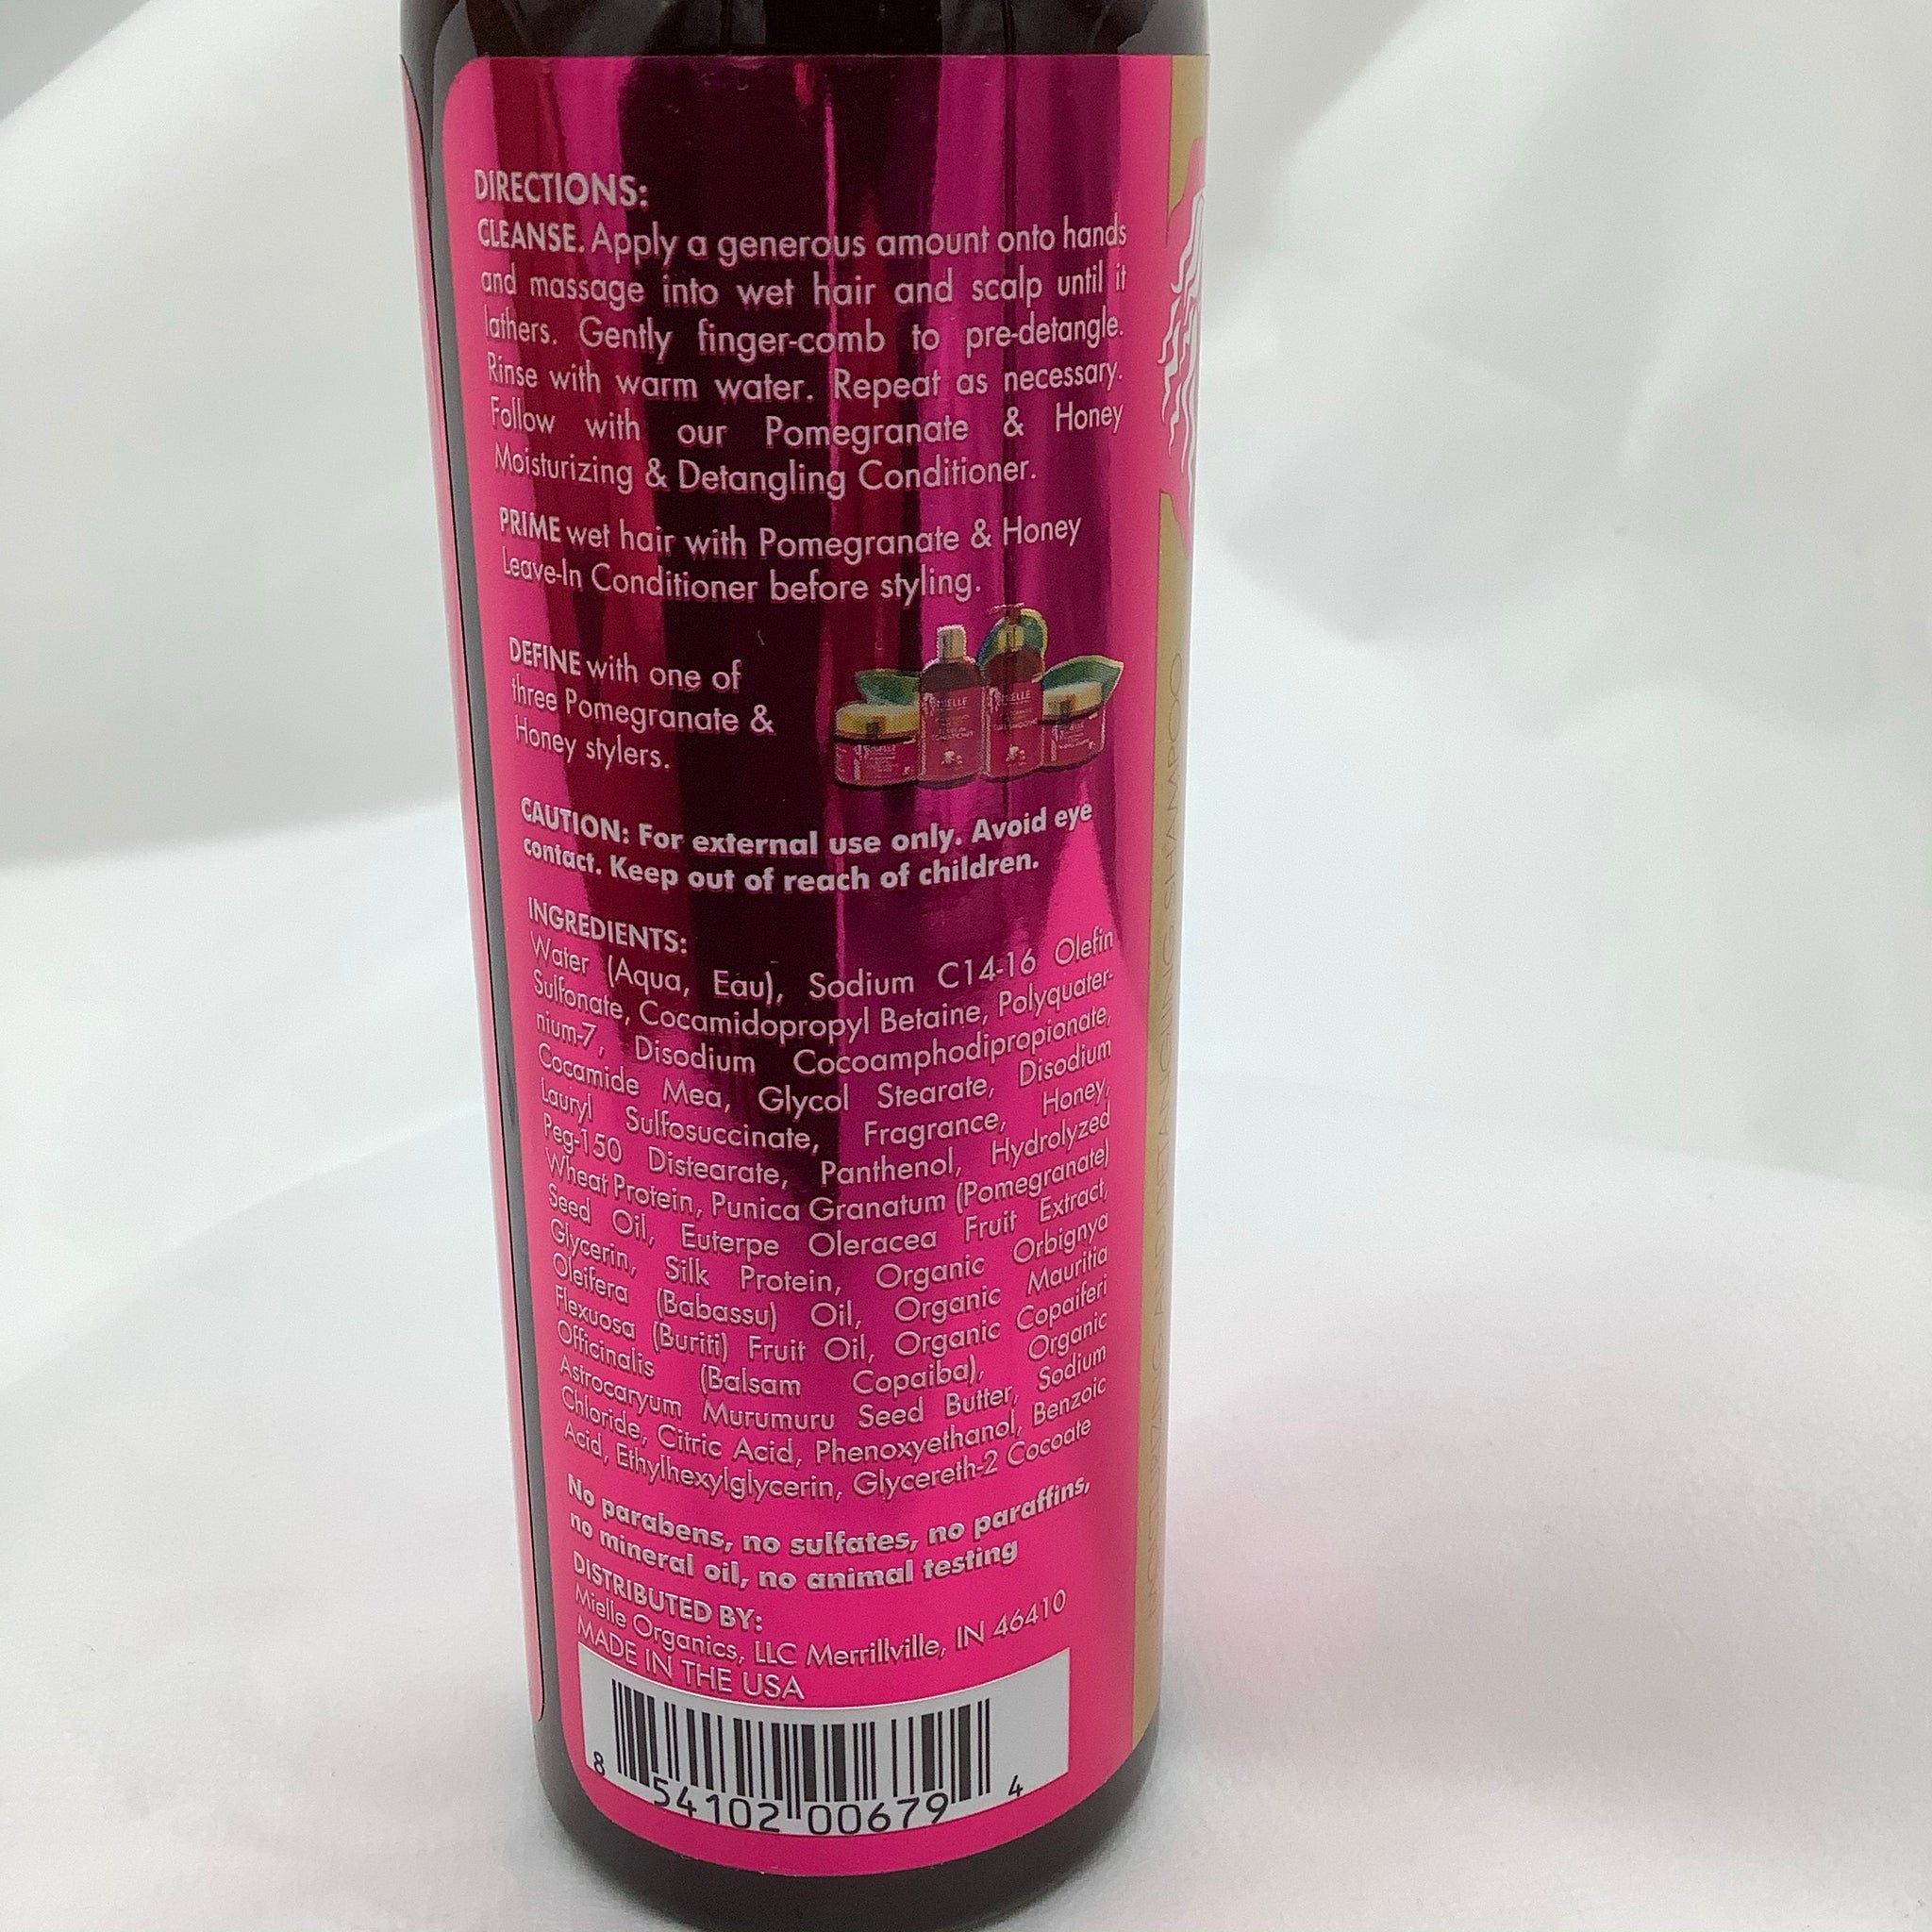 DIRECTIONS:
CLEANSE. Apply a generous amount onto hands
and massage into wet hair and scalp until it
lathers. Gently finger-comb to pre-detangle.
Rinse with warm water. Repeat as necessary.
Follow with our Pomegranate & Honey
Moisturizing & Detangling Conditioner.
PRIME wet hair with Pomegranate & Honey
Leave-In Conditioner before styling.
DEFINE with one of
three Pomegranate &
Honey stylers.
MIELLE
MIELLE
CAUTION: For external use only. Avoid eye
contact. Keep out of reach of children.
INGREDIENTS:
Water (Aqua, Eau), Sodium C14-16 Olefin
Sulfonate, Cocamidopropyl Betaine, Polyquater-
nium-7, Disodium Cocoamphodipropionate,
Cocamide Mea, Glycol Stearate, Disodium
Lauryl Sulfosuccinate, Fragrance, Honey,
Peg-150 Distearate, Panthenol, Hydrolyzed
Wheat Protein, Punica Granatum (Pomegranate)
Seed Oil, Euterpe Oleracea Fruit Extract,
Glycerin, Silk Protein, Organic Orbignya
Oleifera (Babassu) Oil, Organic Mauritia
Flexuosa (Buriti) Fruit Oil, Organic Copaiferi
Officinalis (Balsam Copaiba), Organic
Astrocaryum Murumuru Seed Butter, Sodium
Chloride, Citric Acid, Phenoxyethanol, Benzoic
Acid, Ethylhexylglycerin, Glycereth-2 Cocoate
No parabens, no sulfates, no paraffins,
no mineral oil, no animal testing
DISTRIBUTED BY:
Mielle Organics, LLC Merrillville, IN 46410
MADE IN THE USA
8 54102 00679 4
MOISTURIZING AND DETANGLING SHAMPOO